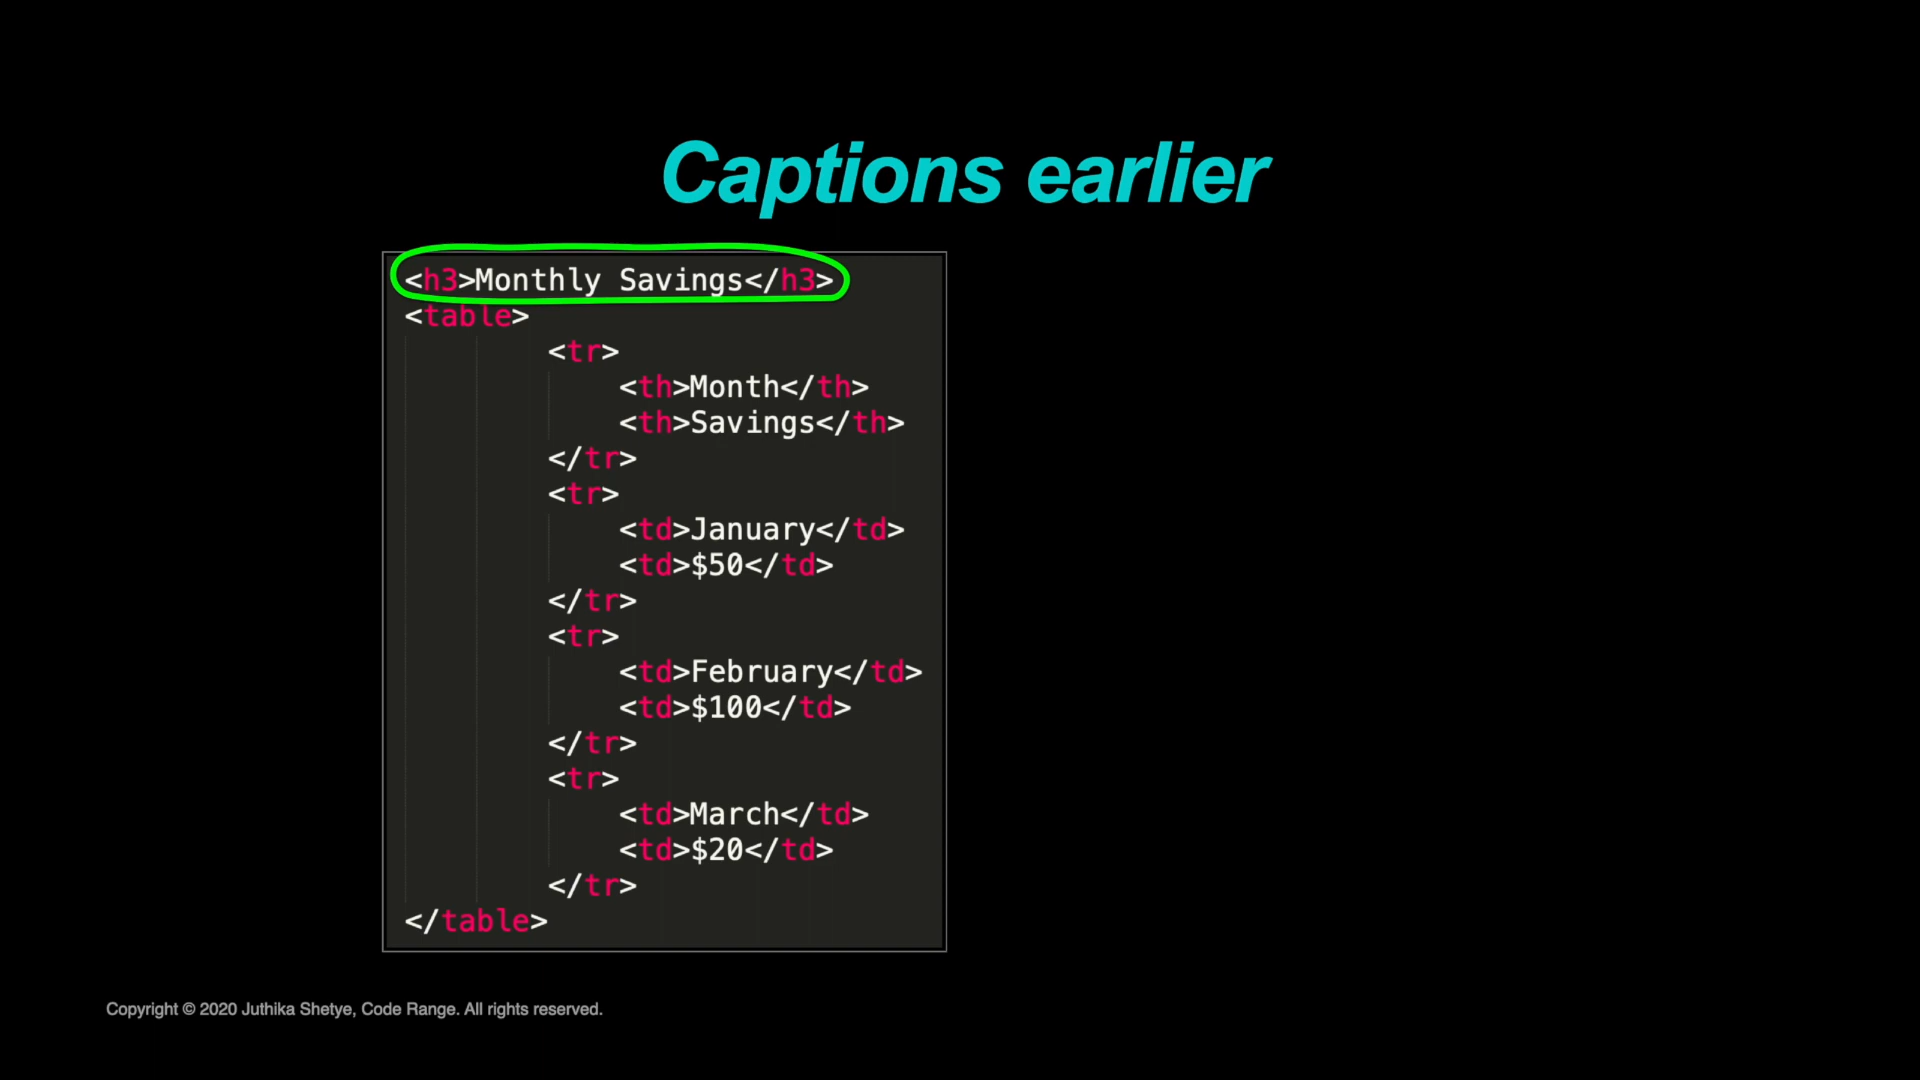 Captions earlier
<h3>Monthly Savings</h3>
<table>
<tr>
<th>Month</th>
<th>Savings</th>
</tr>
<tr>
<td>January</td>
<td>$50</td>
</tr>
<tr>
<td>February</td>
<td>$100</td>
</tr>
<tr>
<td>March</td>
<td>$20</td>
</tr>
</table>
Copyright © 2020 Juthika Shetye, Code Range. All rights reserved.